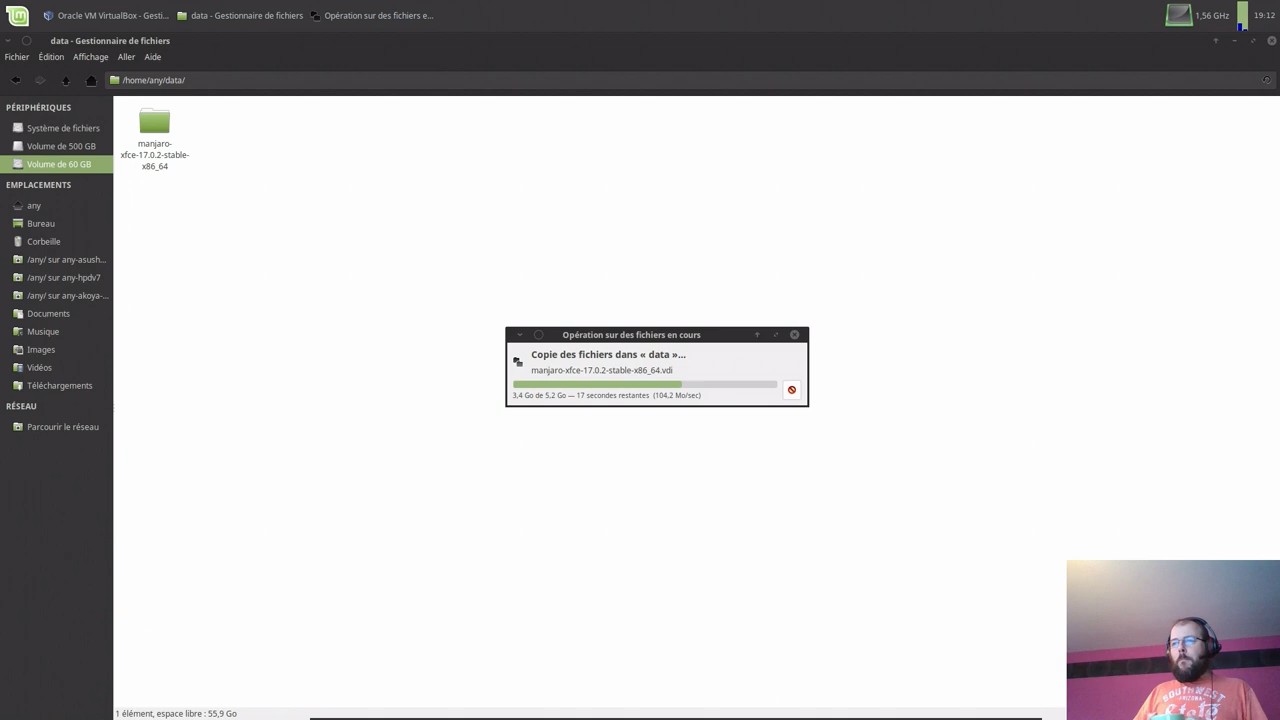 Oracle VM VirtualBox - Gesti...
data - Gestionnaire de fichiers
Opération sur des fichiers e...
1,56 GHz
19:12
data - Gestionnaire de fichiers
Fichier Édition Affichage Aller Aide
/home/any/data/
PÉRIPHÉRIQUES
Système de fichiers
Volume de 500 GB
Volume de 60 GB
EMPLACEMENTS
any
Bureau
Corbeille
/any/ sur any-asush...
/any/ sur any-hpdv7
/any/ sur any-akoya-...
Documents
Musique
Images
Vidéos
Téléchargements
RÉSEAU
Parcourir le réseau
manjaro-
xfce-17.0.2-stable-
x86_64
Opération sur des fichiers en cours
Copie des fichiers dans « data »...
manjaro-xfce-17.0.2-stable-x86_64.vdi
3,4 Go de 5,2 Go — 17 secondes restantes (104,2 Mo/sec)
1 élément, espace libre : 55,9 Go
SOUTHWEST